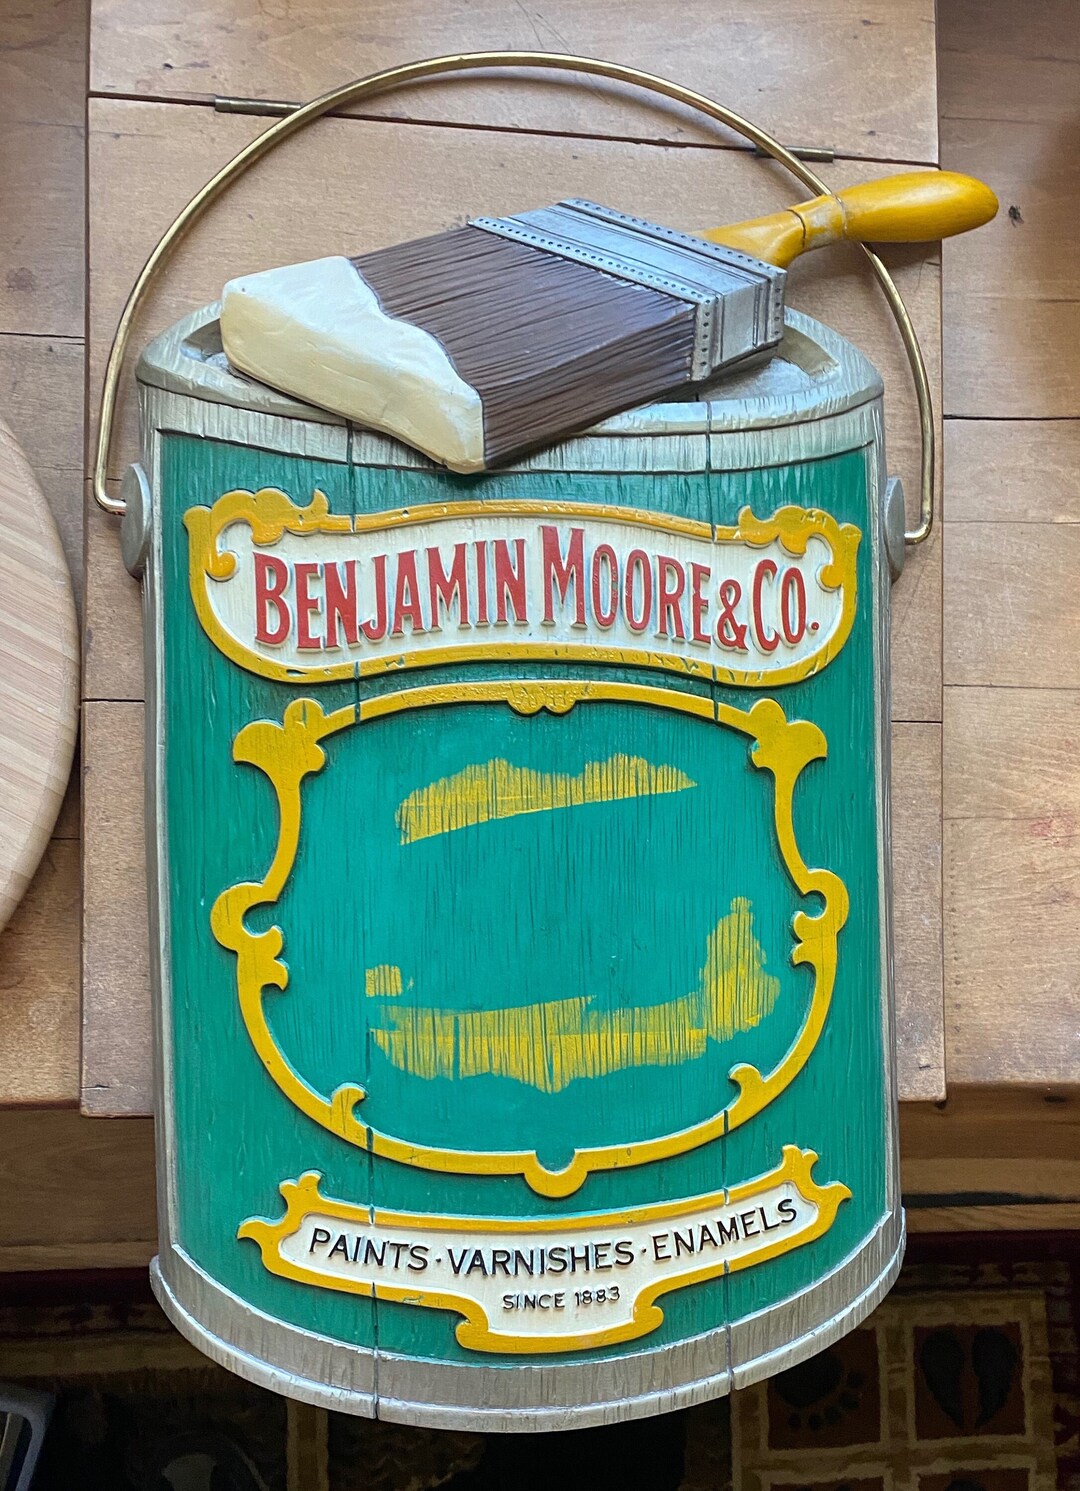 BENJAMIN MOORE & CO.
PAINTS · VARNISHES · ENAMELS
SINCE 1883